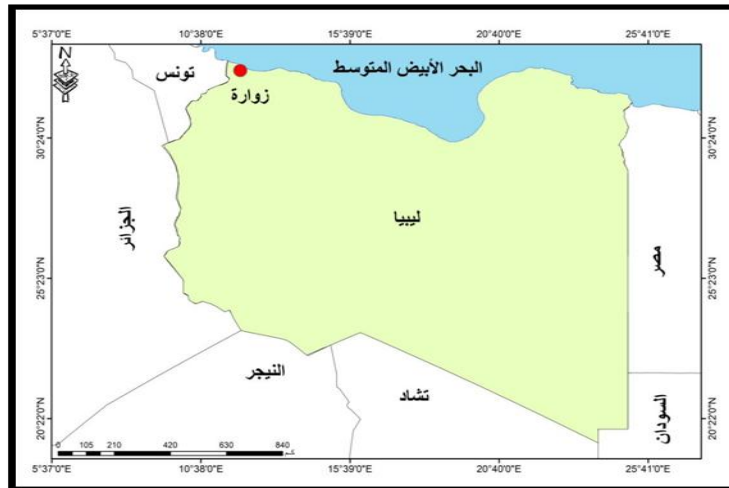 5°37'0"E 10°38'0"E 15°39'0"E 20°40'0"E 25°41'0"E
N
البحر الأبيض المتوسط
تونس
زوارة
30°24'0"N 30°24'0"N
ليبيا
الجزائر
مصر
25°23'0"N 25°23'0"N
النيجر
تشاد
السودان
20°22'0"N 20°22'0"N
0 105 210 420 630 840
5°37'0"E 10°38'0"E 15°39'0"E 20°40'0"E 25°41'0"E